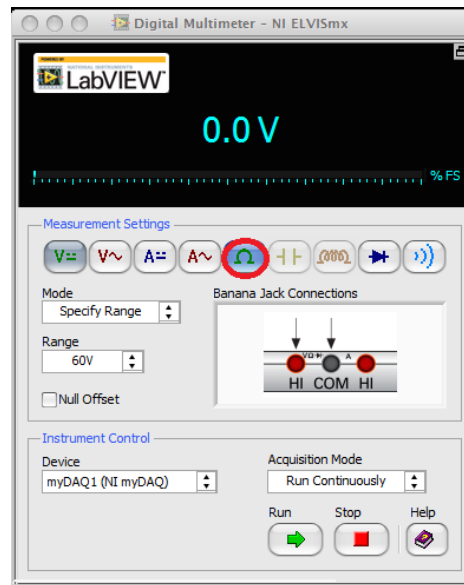 Digital Multimeter - NI ELVISmx
POWERED BY
NATIONAL INSTRUMENTS
LabVIEW
0.0 V
% FS
Measurement Settings
V= V~ A= A~ Ω
Mode
Banana Jack Connections
Specify Range
Range
60V
VΩ A
HI COM HI
Null Offset
Instrument Control
Device
Acquisition Mode
myDAQ1 (NI myDAQ)
Run Continuously
Run Stop Help